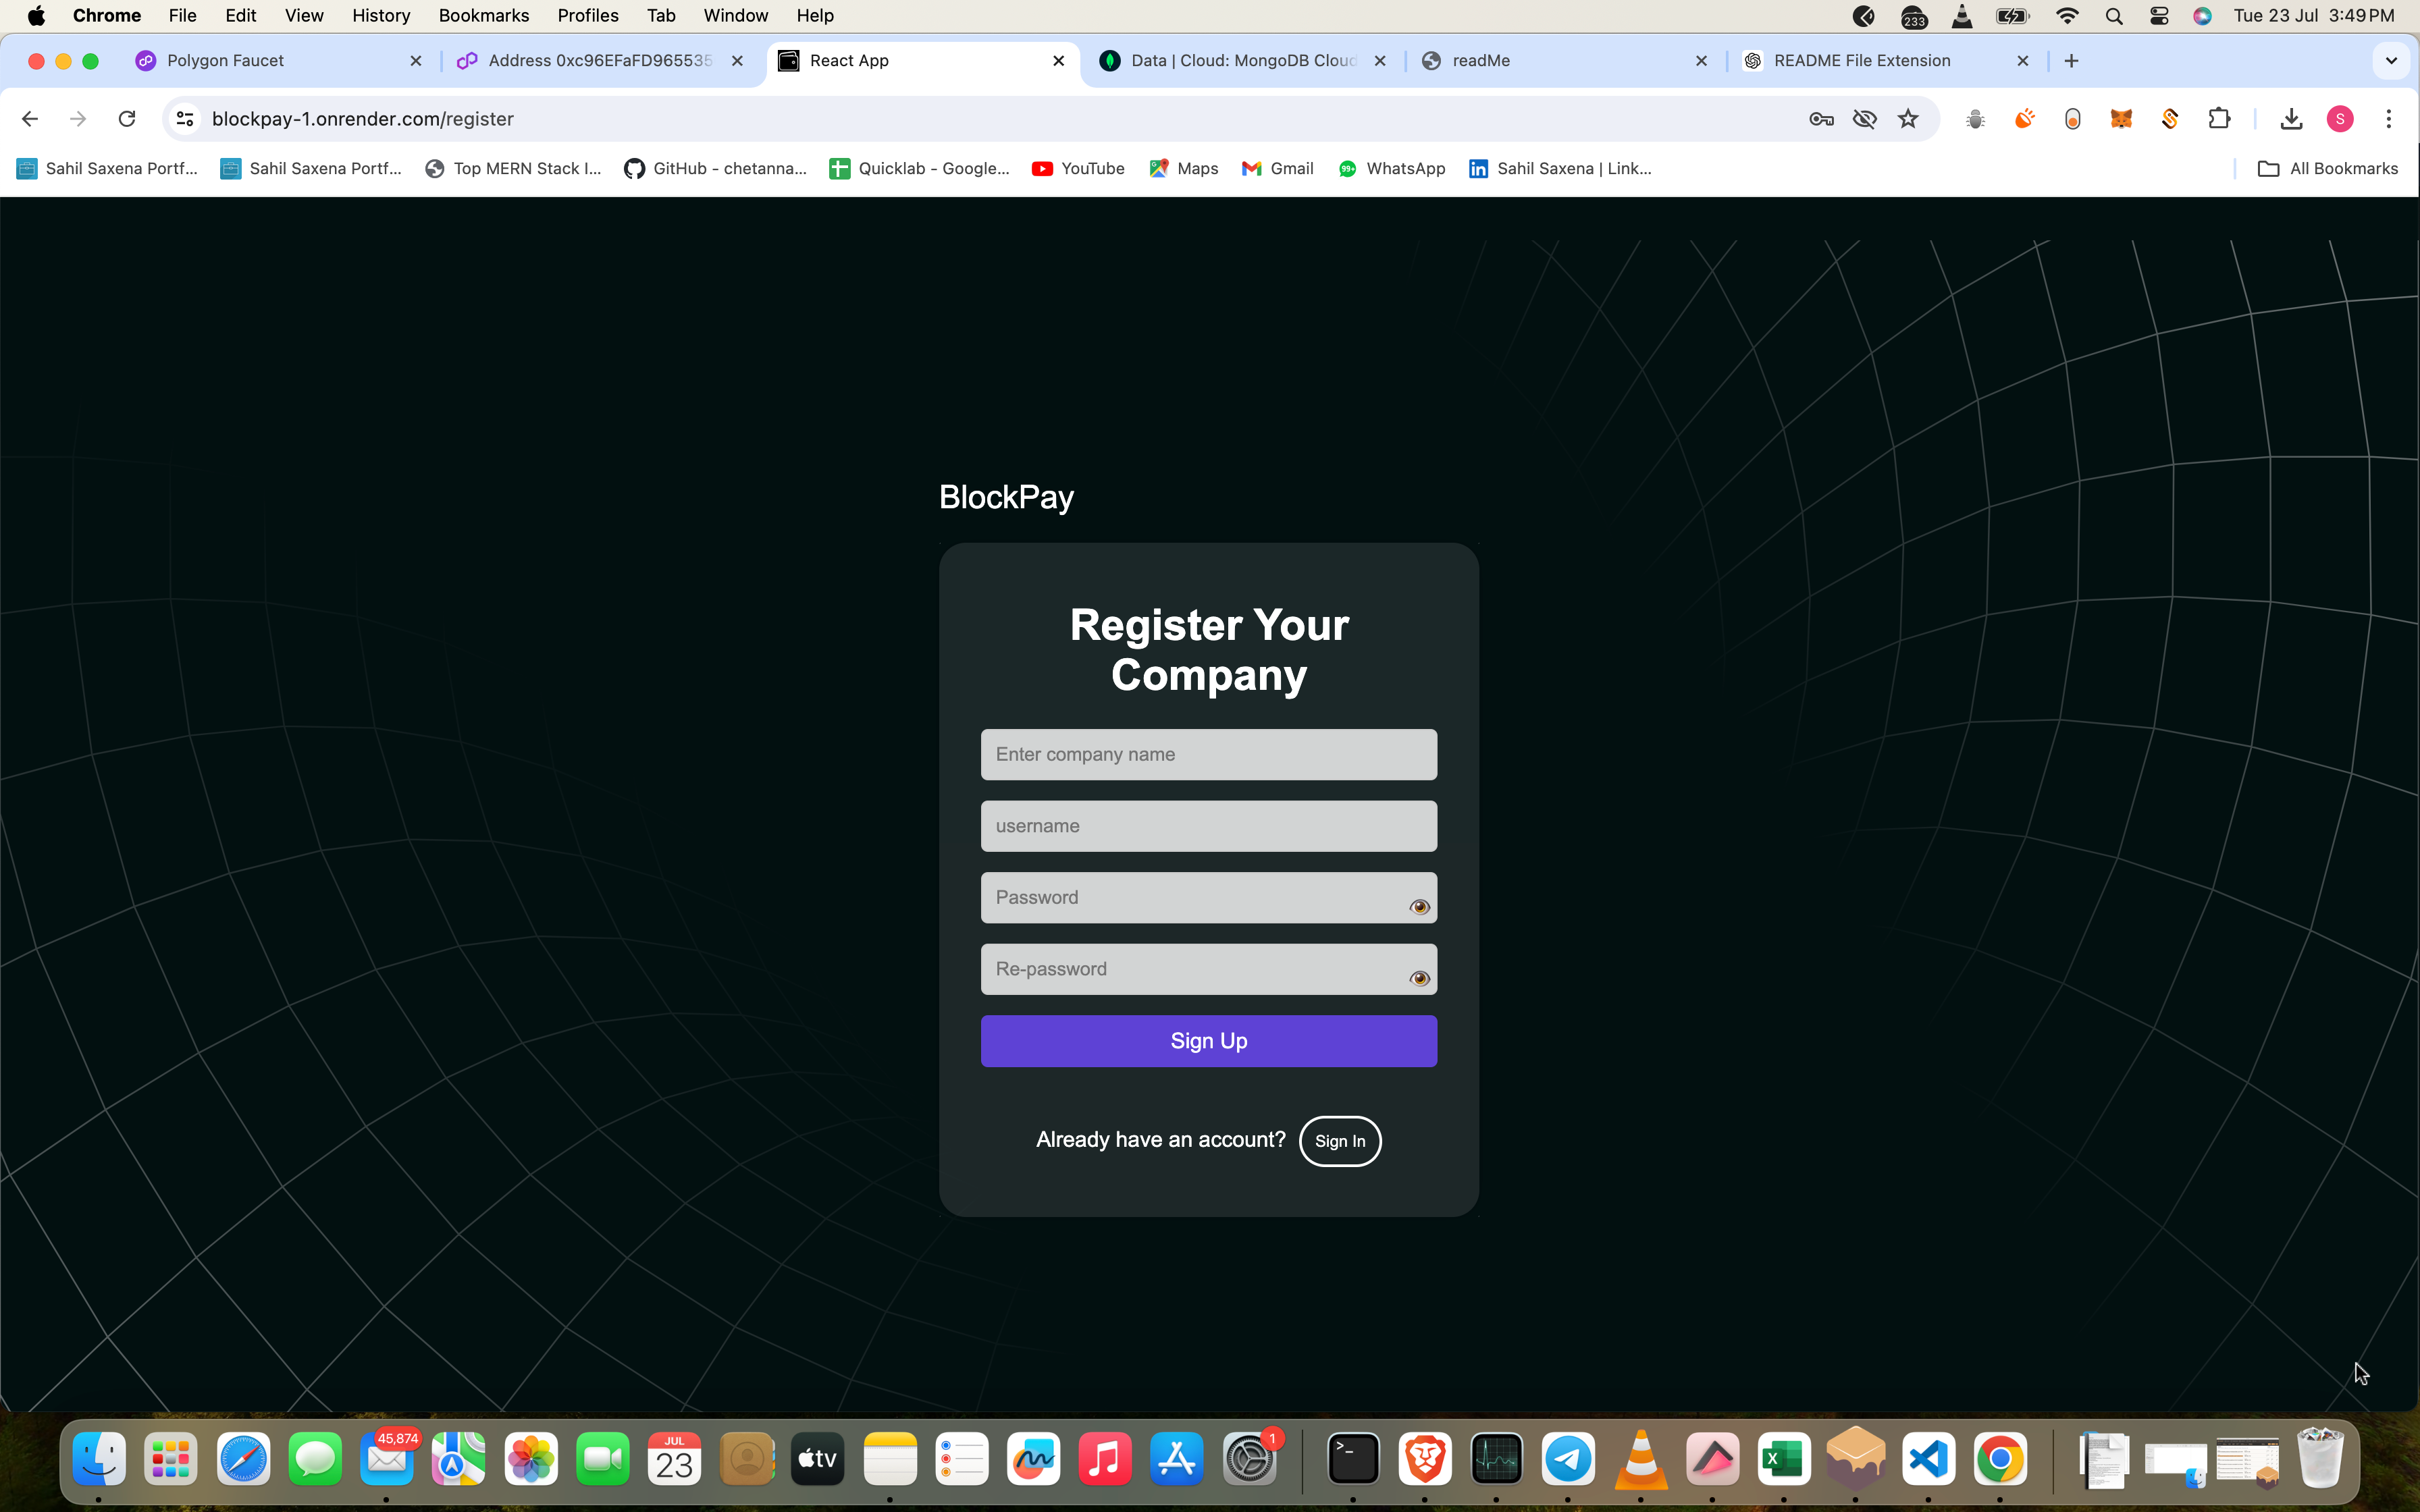 Chrome File Edit View History Bookmarks Profiles Tab Window Help 233 Tue 23 Jul 3:49 PM
Polygon Faucet Address 0xc96EFaFD965535 React App Data | Cloud: MongoDB Cloud readMe README File Extension
blockpay-1.onrender.com/register S
Sahil Saxena Portf... Sahil Saxena Portf... Top MERN Stack I... GitHub - chetanna... Quicklab - Google... YouTube Maps Gmail 99+ WhatsApp Sahil Saxena | Link... All Bookmarks
BlockPay
Register Your
Company
Enter company name
username
Password
Re-password
Sign Up
Already have an account? Sign In
45,874 JUL 23 tv 1